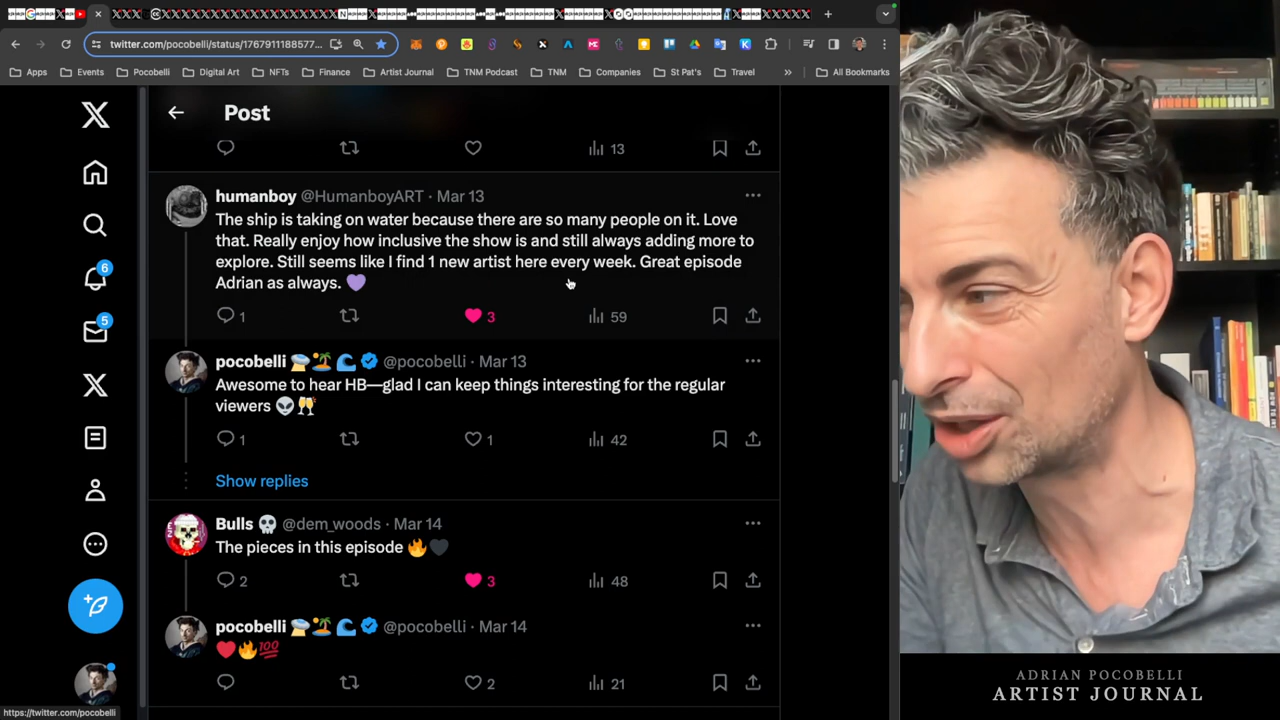 twitter.com/pocobelli/status/1767911188577...
Apps Events Pocobelli Digital Art NFTs Finance Artist Journal TNM Podcast TNM Companies St Pat's Travel » All Bookmarks
Post
13
humanboy @HumanboyART · Mar 13
The ship is taking on water because there are so many people on it. Love
that. Really enjoy how inclusive the show is and still always adding more to
explore. Still seems like I find 1 new artist here every week. Great episode
Adrian as always. 💜
1 3 59
6
5
pocobelli @pocobelli · Mar 13
Awesome to hear HB—glad I can keep things interesting for the regular
viewers 👽🥂
1 1 42
Show replies
Bulls 💀 @dem_woods · Mar 14
The pieces in this episode 🔥🖤
2 3 48
pocobelli @pocobelli · Mar 14
❤️🔥💯
2 21
https://twitter.com/pocobelli
ADRIAN POCOBELLI
ARTIST JOURNAL